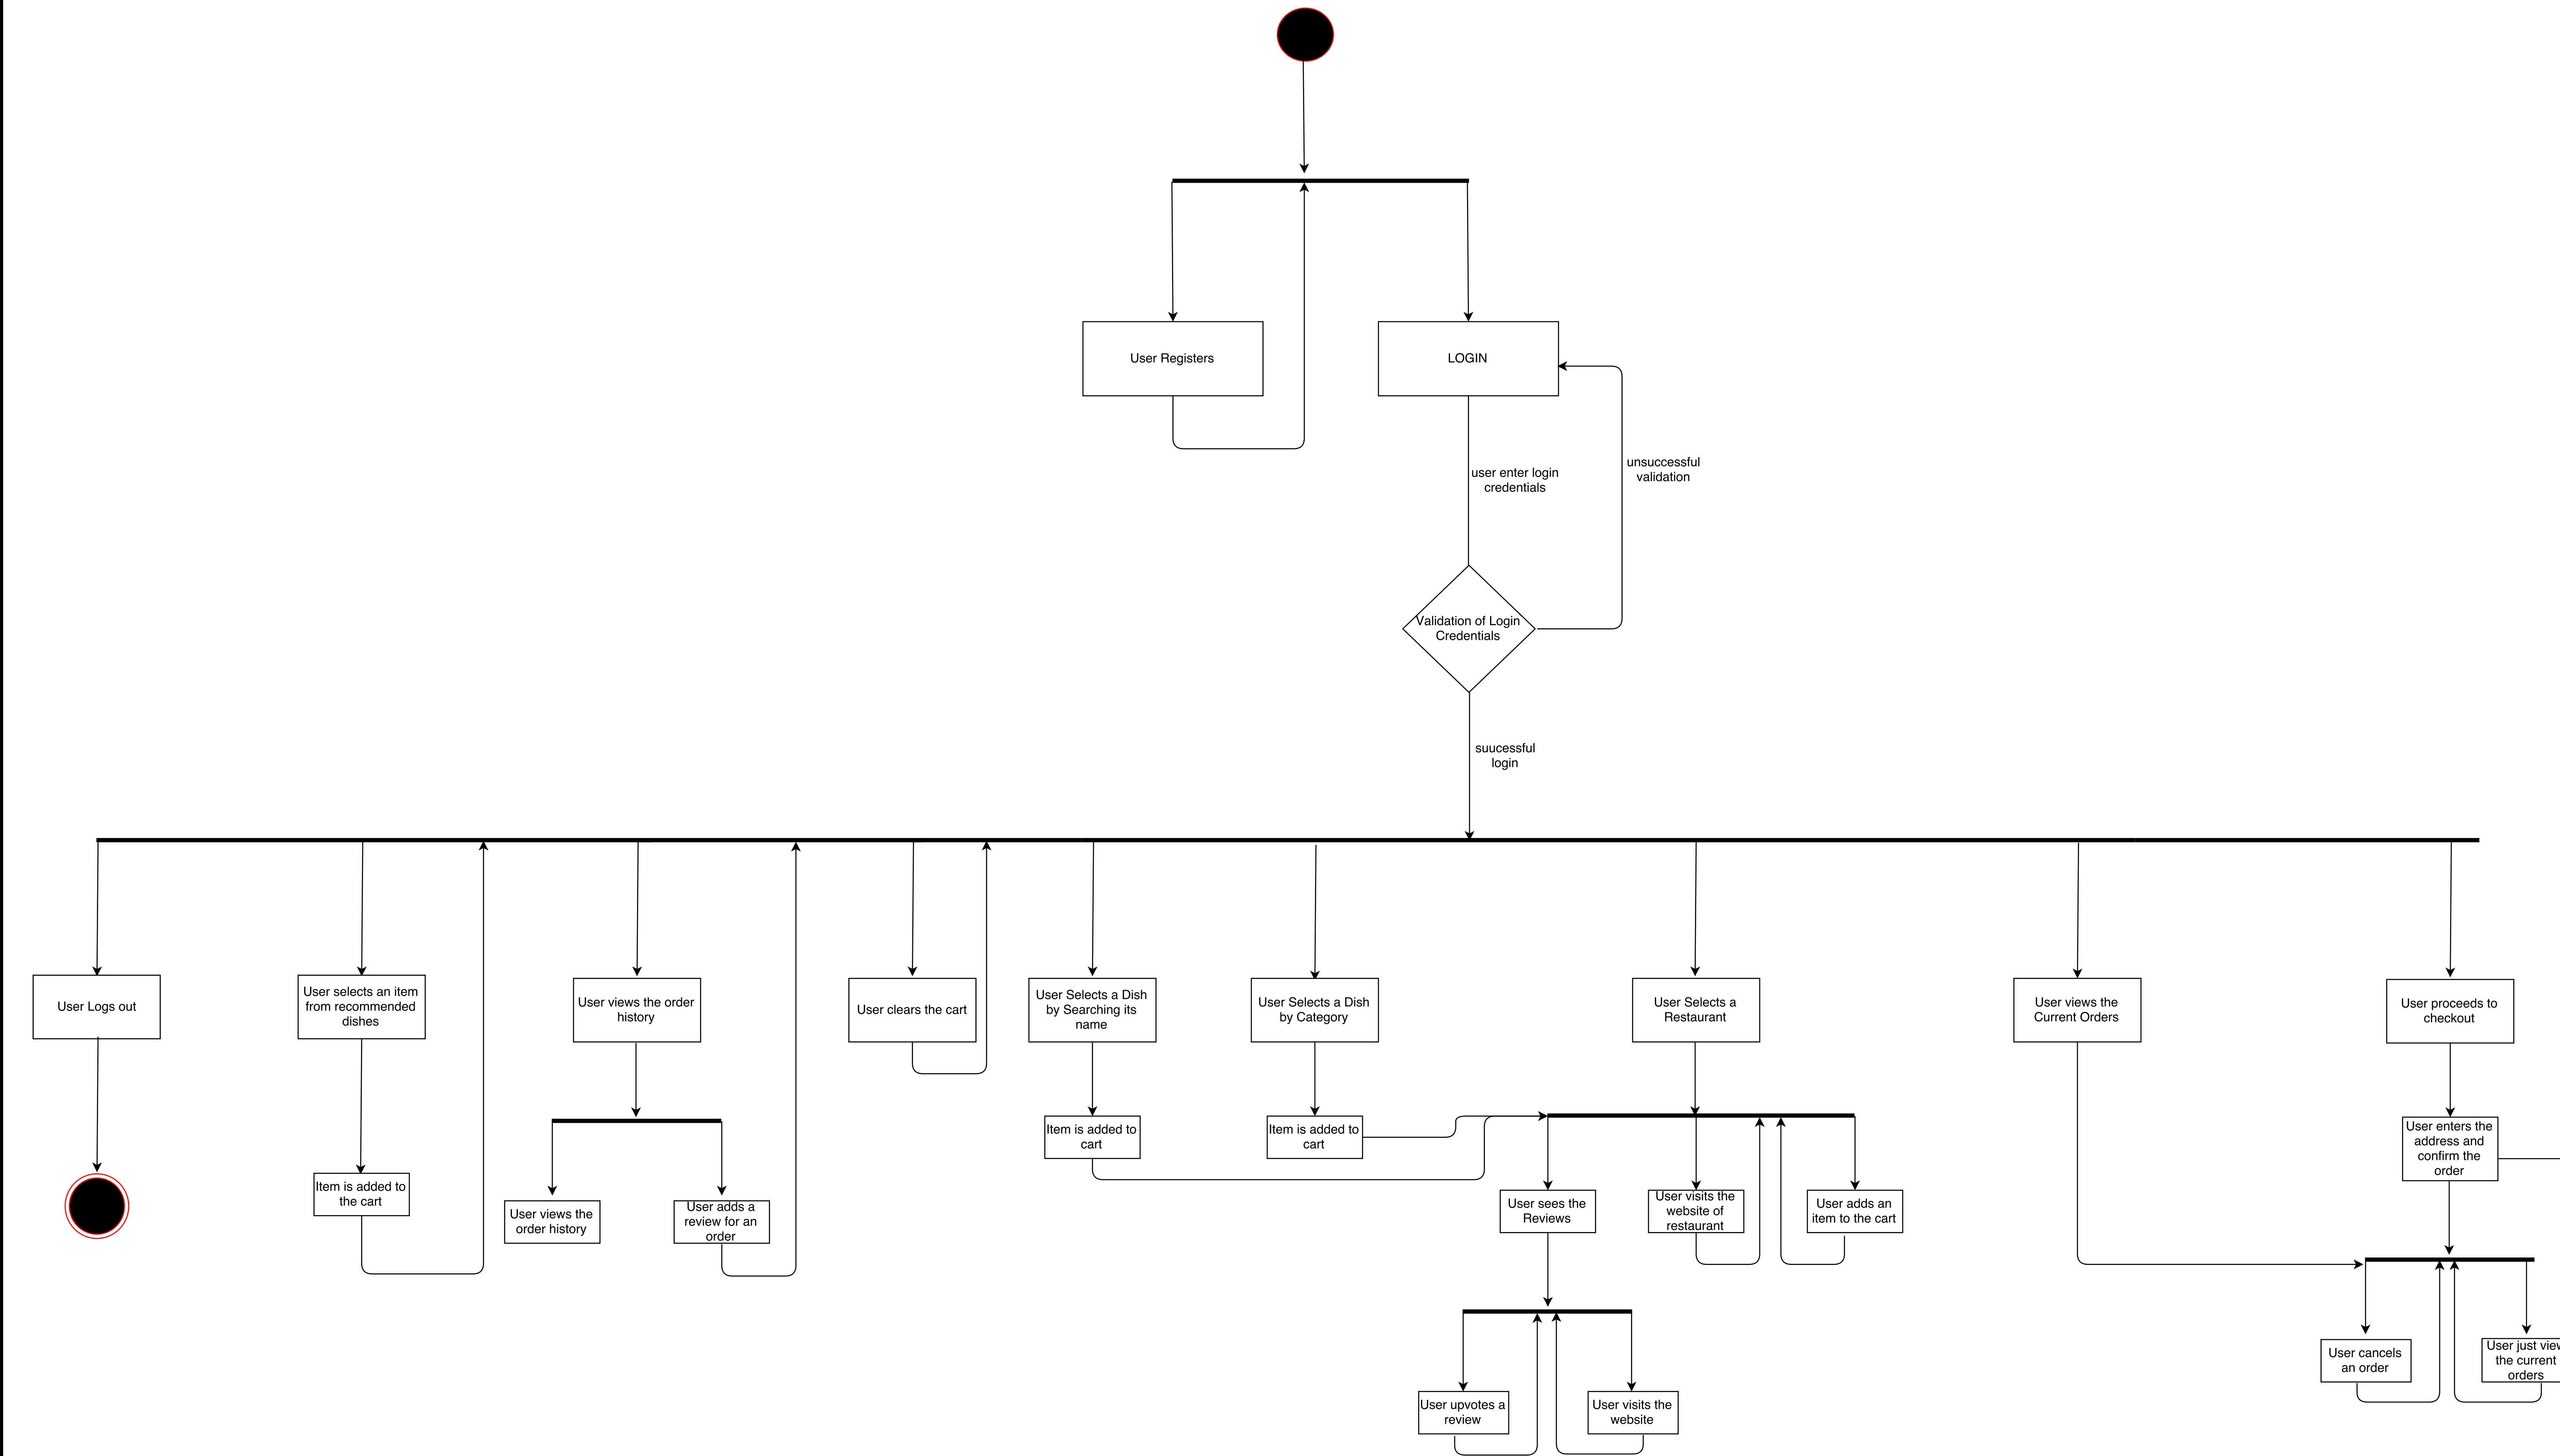 User Registers
LOGIN
user enter login
credentials
unsuccessful
validation
Validation of Login
Credentials
suucessful
login
User Logs out
User selects an item
from recommended
dishes
User views the order
history
User clears the cart
User Selects a Dish
by Searching its
name
User Selects a Dish
by Category
User Selects a
Restaurant
User views the
Current Orders
User proceeds to
checkout
Item is added to
the cart
User views the
order history
User adds a
review for an
order
Item is added to
cart
Item is added to
cart
User sees the
Reviews
User visits the
website of
restaurant
User adds an
item to the cart
User enters the
address and
confirm the
order
User upvotes a
review
User visits the
website
User cancels
an order
User just view
the current
orders